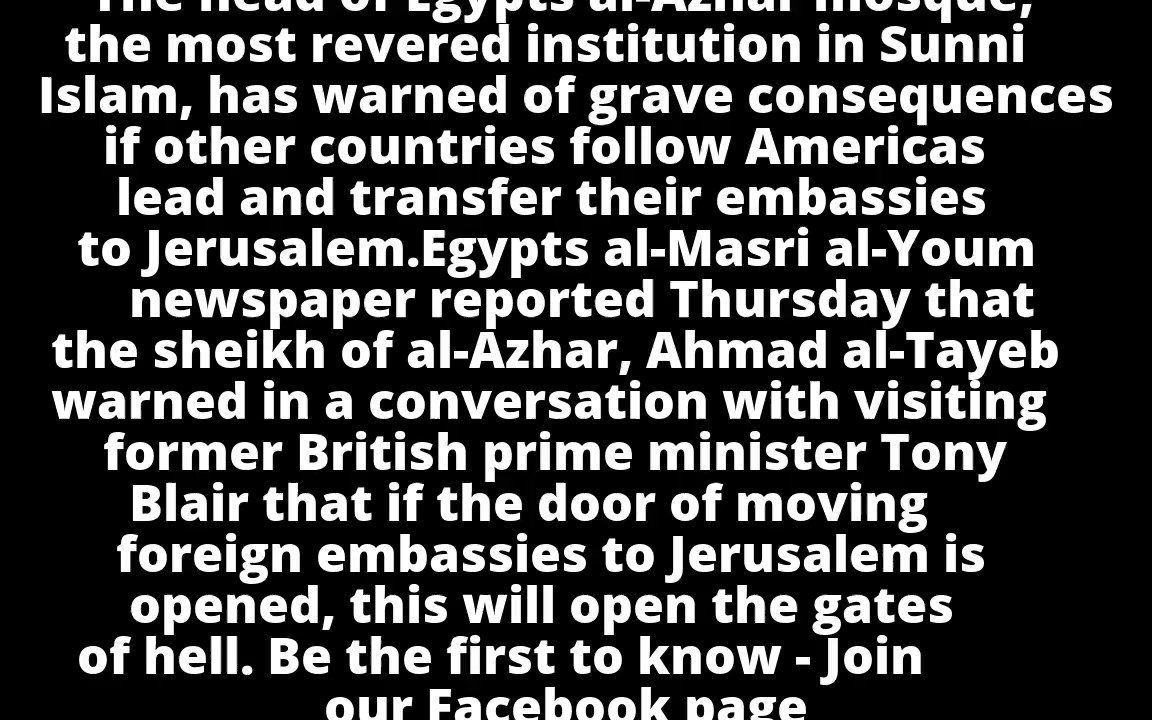 The head of Egypts al-Azhar mosque,
the most revered institution in Sunni
Islam, has warned of grave consequences
if other countries follow Americas
lead and transfer their embassies
to Jerusalem.Egypts al-Masri al-Youm
newspaper reported Thursday that
the sheikh of al-Azhar, Ahmad al-Tayeb
warned in a conversation with visiting
former British prime minister Tony
Blair that if the door of moving
foreign embassies to Jerusalem is
opened, this will open the gates
of hell. Be the first to know - Join
our Facebook page